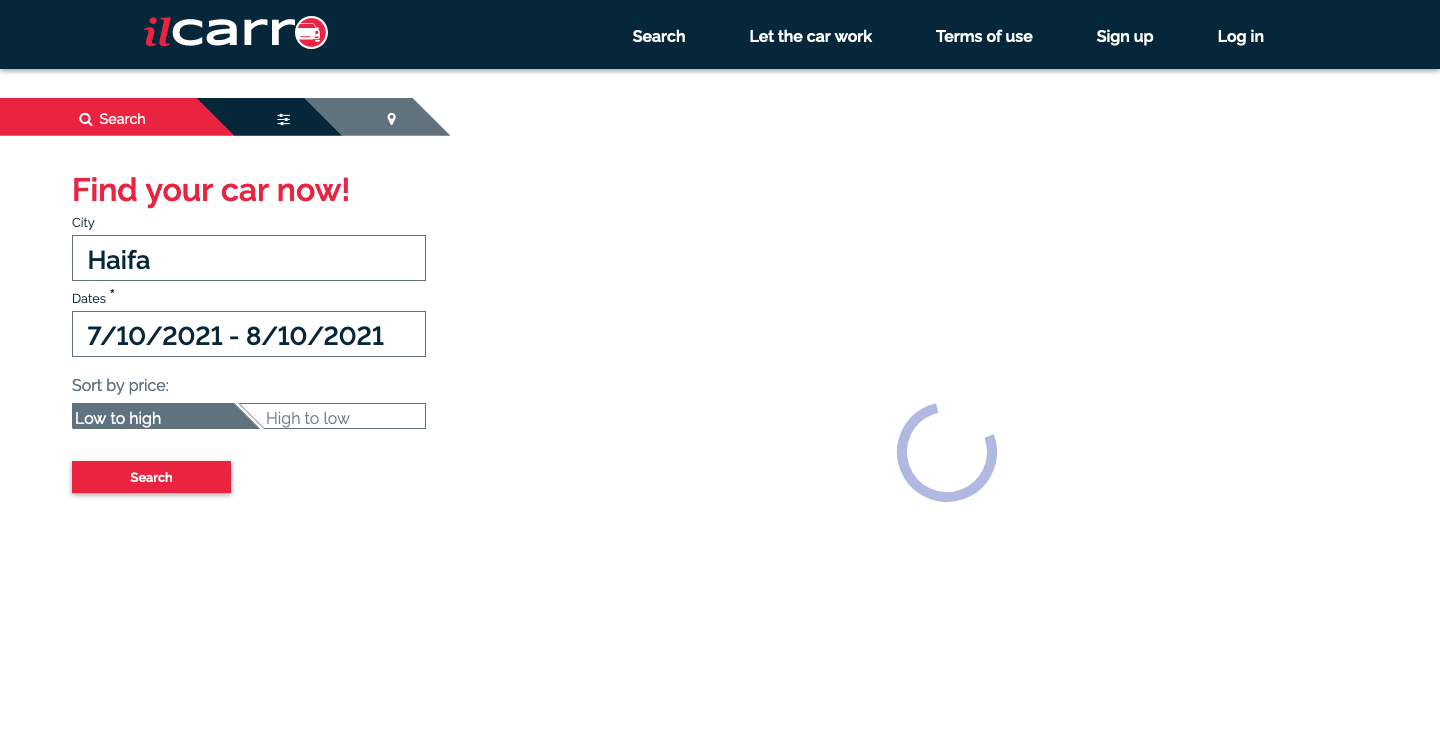 ilcarro
Search Let the car work Terms of use Sign up Log in
Search
Find your car now!
City
Haifa
Dates *
7/10/2021 - 8/10/2021
Sort by price:
Low to high High to low
Search